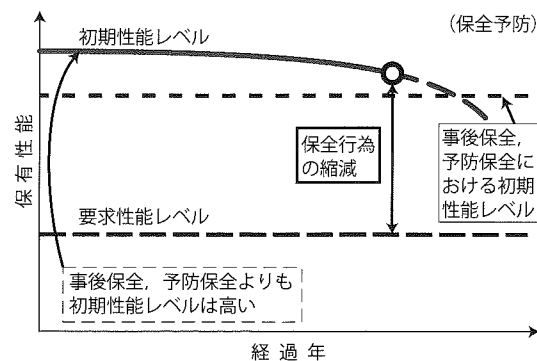 (保全予防)
初期性能レベル
保有性能
保全行為
の縮減
事後保全,
予防保全に
おける初期
性能レベル
要求性能レベル
事後保全,予防保全よりも
初期性能レベルは高い
経過年